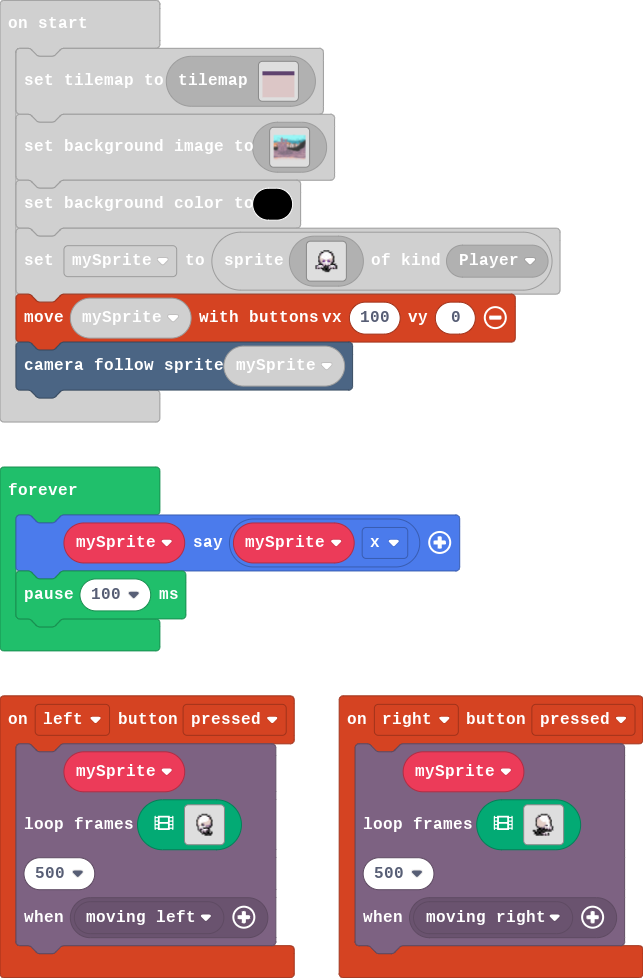 on start
set tilemap to tilemap
set background image to
set background color to
set mySprite to sprite of kind Player
move mySprite with buttons vx 100 vy 0
camera follow sprite mySprite
forever
mySprite say mySprite x
pause 100 ms
on left button pressed
mySprite
loop frames
500
when moving left
on right button pressed
mySprite
loop frames
500
when moving right